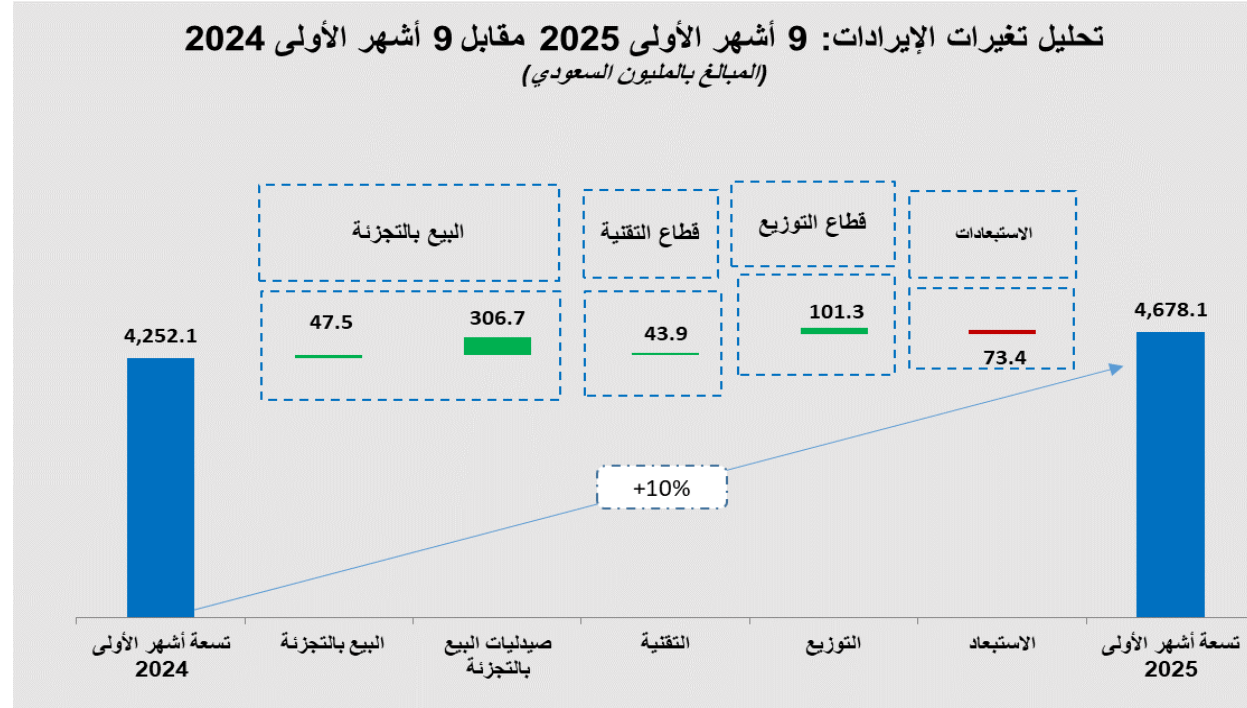 تحليل تغيرات الإيرادات: 9 أشهر الأولى 2025 مقابل 9 أشهر الأولى 2024
(المبالغ بالمليون السعودي)
البيع بالتجزئة
قطاع التقنية
قطاع التوزيع
الاستبعادات
4,252.1
47.5
306.7
43.9
101.3
73.4
4,678.1
+10%
تسعة أشهر الأولى
2024
البيع بالتجزئة
صيدليات البيع
بالتجزئة
التقنية
التوزيع
الاستبعاد
تسعة أشهر الأولى
2025